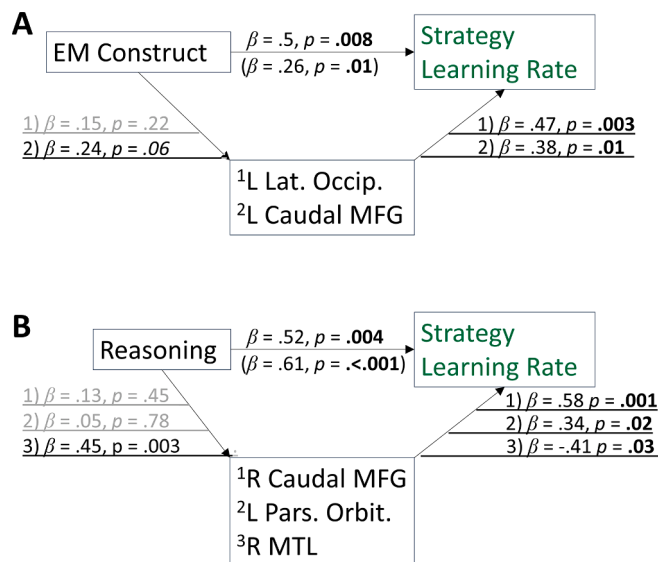 A
EM Construct
β = .5, p = .008
(β = .26, p = .01)
Strategy
Learning Rate
1) β = .15, p = .22
2) β = .24, p = .06
1) β = .47, p = .003
2) β = .38, p = .01
¹L Lat. Occip.
²L Caudal MFG
B
Reasoning
β = .52, p = .004
(β = .61, p = .<.001)
Strategy
Learning Rate
1) β = .13, p = .45
2) β = .05, p = .78
3) β = .45, p = .003
1) β = .58 p = .001
2) β = .34, p = .02
3) β = -.41 p = .03
¹R Caudal MFG
²L Pars. Orbit.
³R MTL